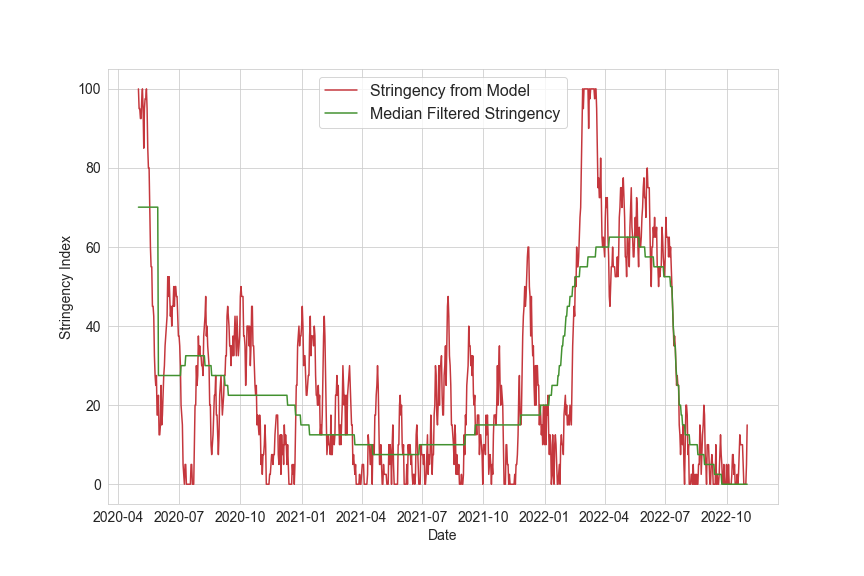 Stringency from Model
Median Filtered Stringency
100
80
60
40
20
0
Stringency Index
2020-04 2020-07 2020-10 2021-01 2021-04 2021-07 2021-10 2022-01 2022-04 2022-07 2022-10
Date